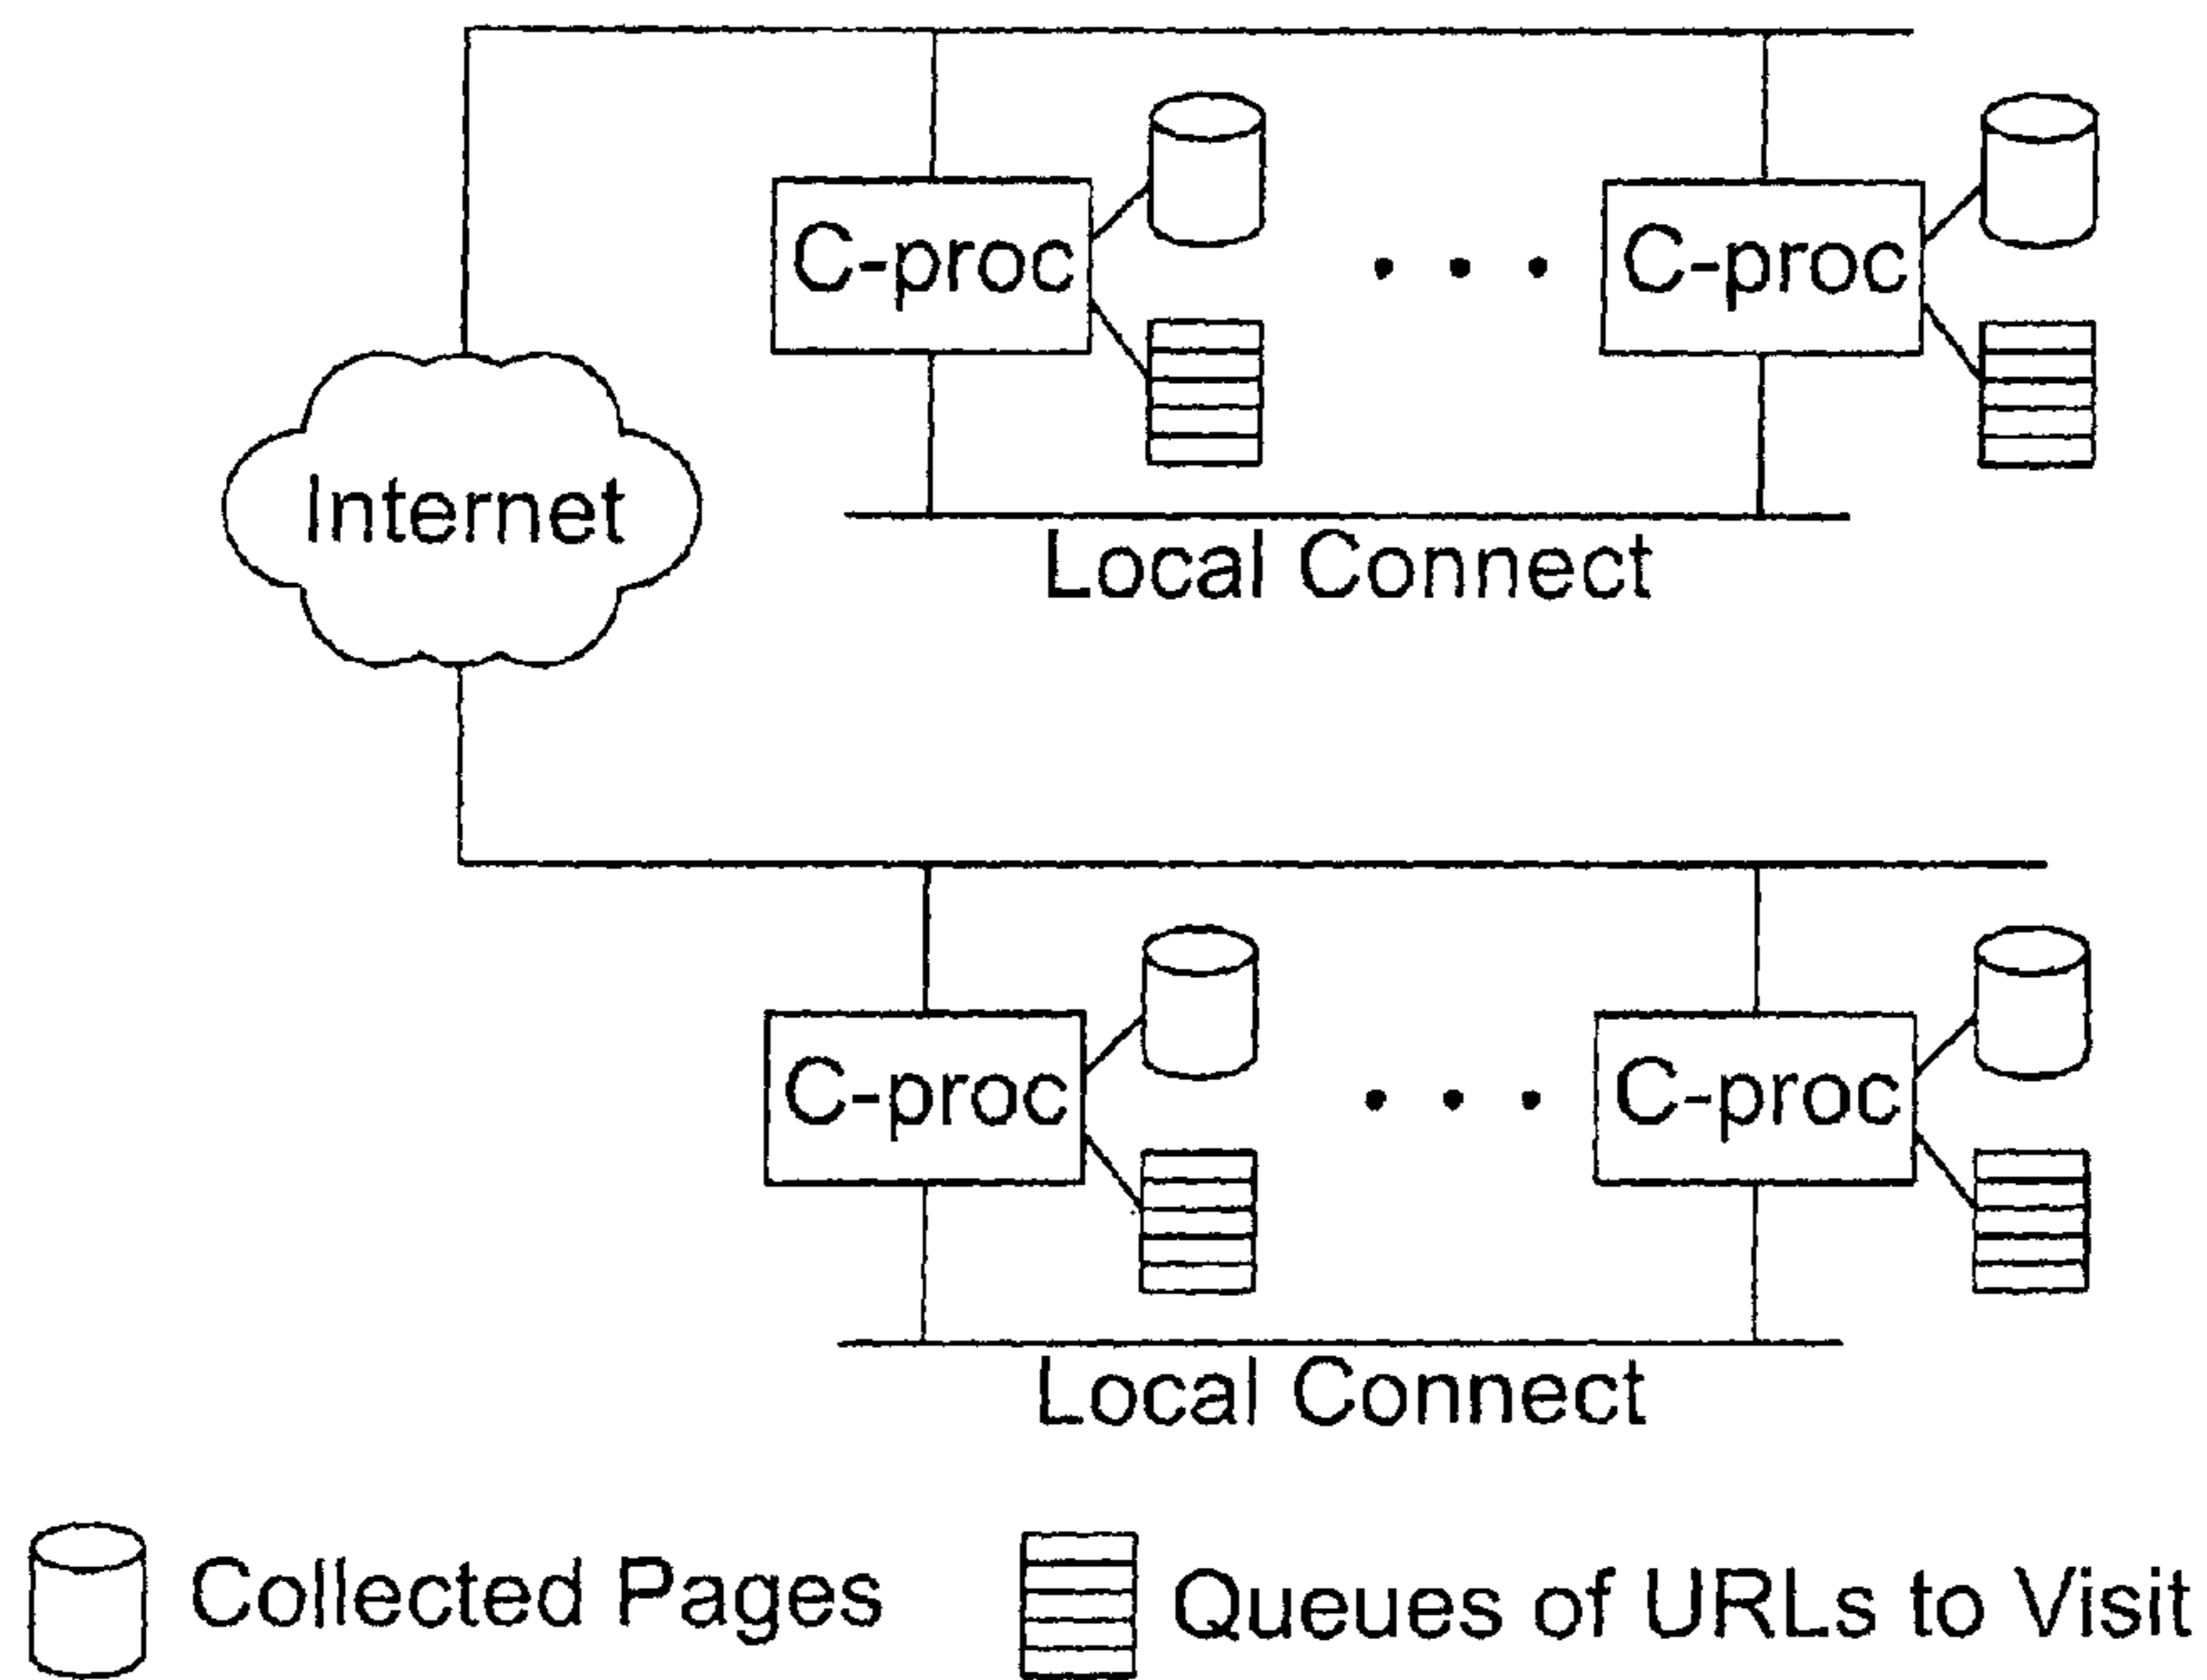 C-proc
C-proc
Internet
Local Connect
C-proc
C-proc
Local Connect
Collected Pages
Queues of URLs to Visit